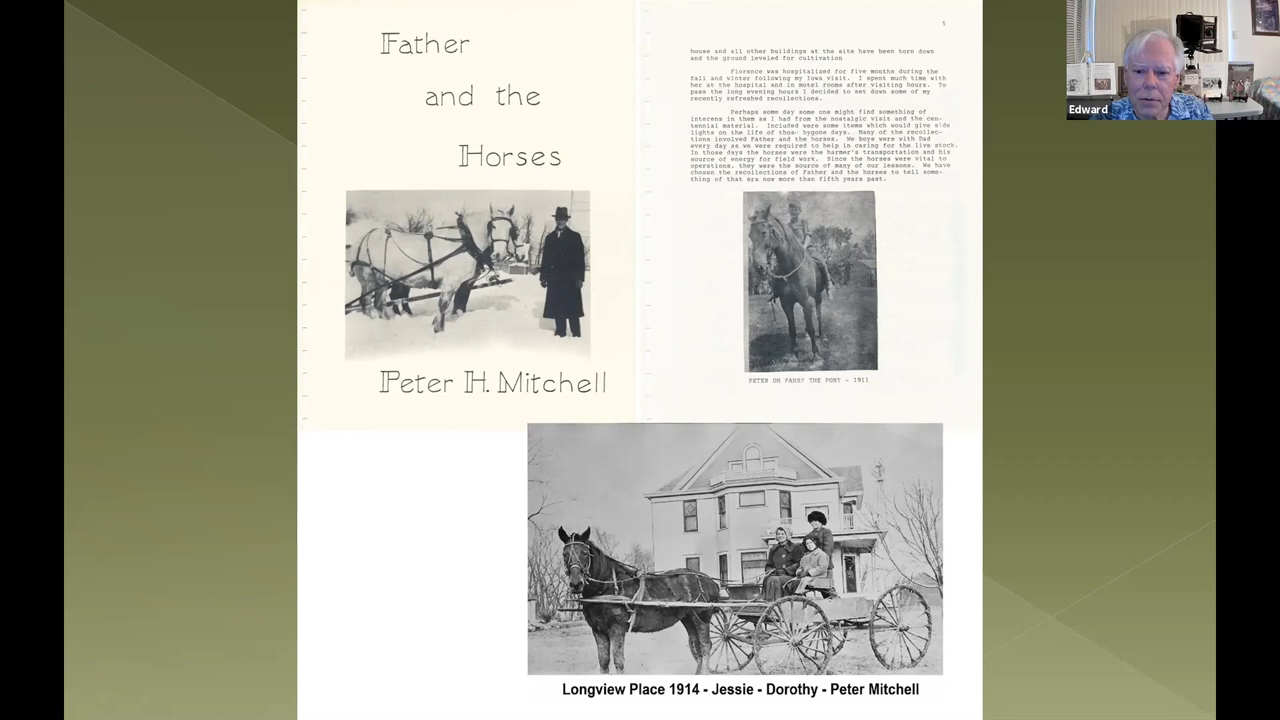 Father
and the
Horses
Peter H. Mitchell
5
house and all other buildings at the site have been torn down
and the ground leveled for cultivation
Florence was hospitalized for five months during the
fall and winter following my Iowa visit. I spent much time with
her at the hospital and in motel rooms after visiting hours. To
pass the long evening hours I decided to set down some of my
recently refreshed recollections.
Perhaps some day some one might find something of
interens in them as I had from the nostalgic visit and the cen-
tennial material. Included were some items which would give side
lights on the life of those bygone days. Many of the recollec-
tions involved Father and the horses. We boys were with Dad
every day as we were required to help in caring for the live stock.
In those days the horses were the harmer's transportation and his
source of energy for field work. Since the horses were vital to
operations, they were the source of many of our lessons. We have
chosen the recollections of Father and the horses to tell some-
thing of that era now more than fifth years past.
PETER ON PANSY THE PONY - 1911
Longview Place 1914 - Jessie - Dorothy - Peter Mitchell
Edward